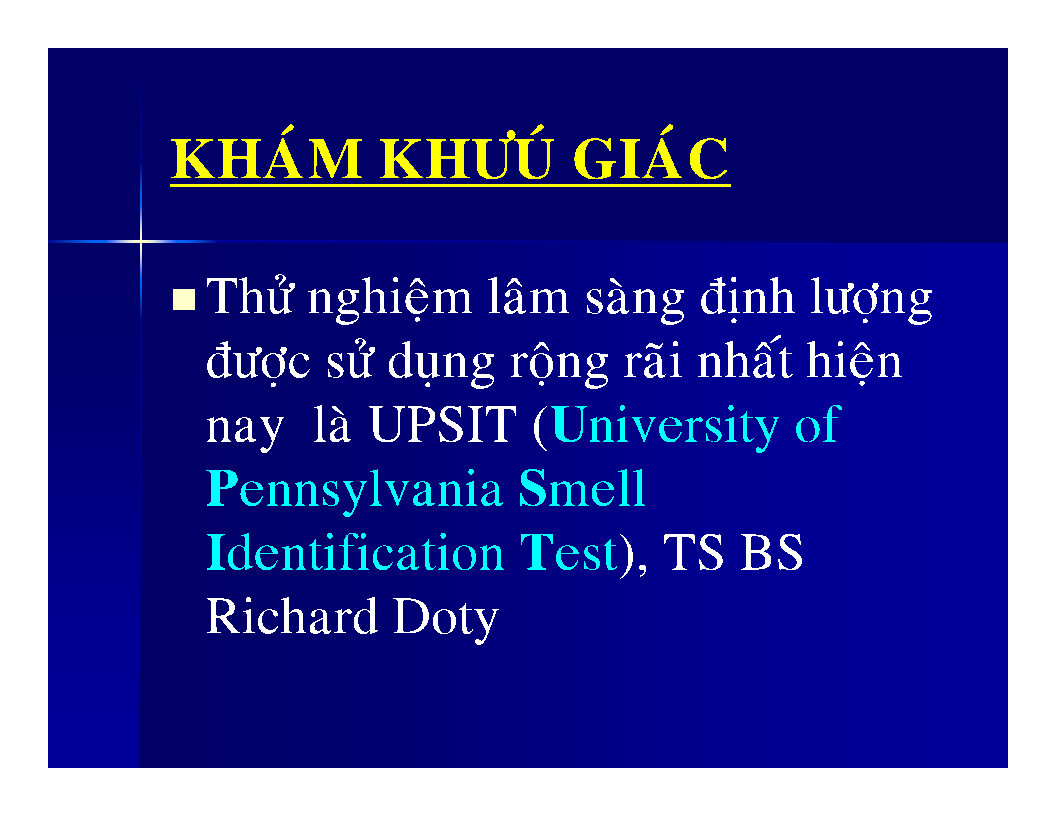 KHÁM KHƯÚ GIÁC
Thử nghiệm lâm sàng định lượng
được sử dụng rộng rãi nhất hiện
nay là UPSIT (University of
Pennsylvania Smell
Identification Test), TS BS
Richard Doty